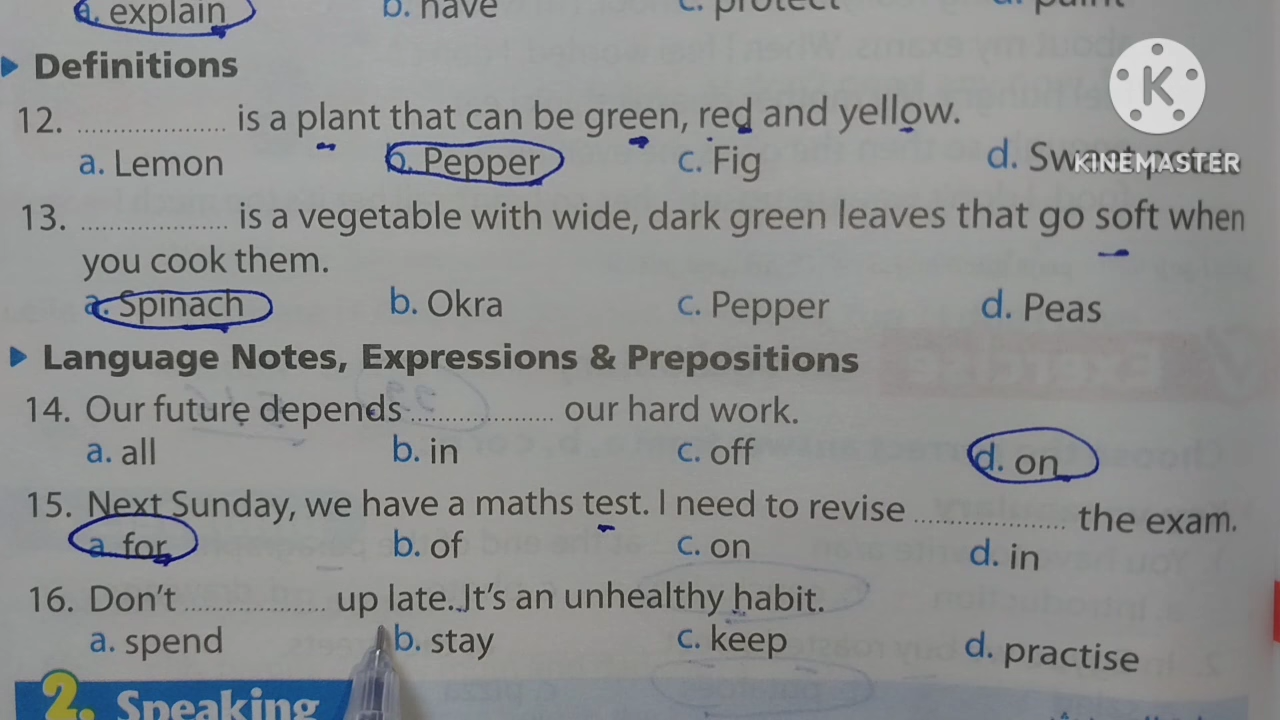 a. explain b. have c. protect d. paint
Definitions
12. .................... is a plant that can be green, red and yellow.
a. Lemon b. Pepper c. Fig d. Sweet potato
KINEMASTER
13. .................... is a vegetable with wide, dark green leaves that go soft when
you cook them.
a. Spinach b. Okra c. Pepper d. Peas
Language Notes, Expressions & Prepositions
14. Our future depends .................... our hard work.
a. all b. in c. off d. on
15. Next Sunday, we have a maths test. I need to revise .................... the exam.
a. for b. of c. on d. in
16. Don't .................... up late. It's an unhealthy habit.
a. spend b. stay c. keep d. practise
2. Speaking